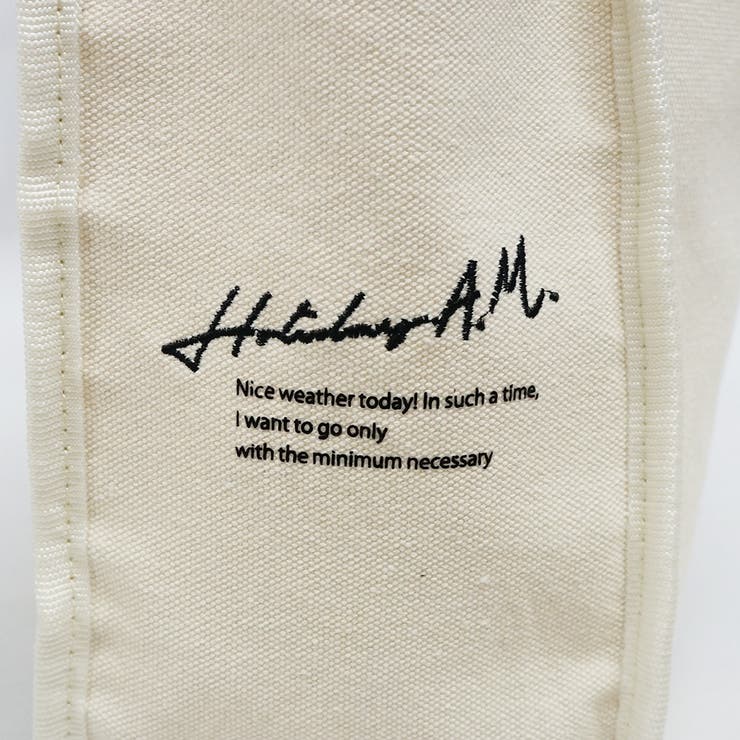 Holiday A.M.
Nice weather today! In such a time,
I want to go only
with the minimum necessary